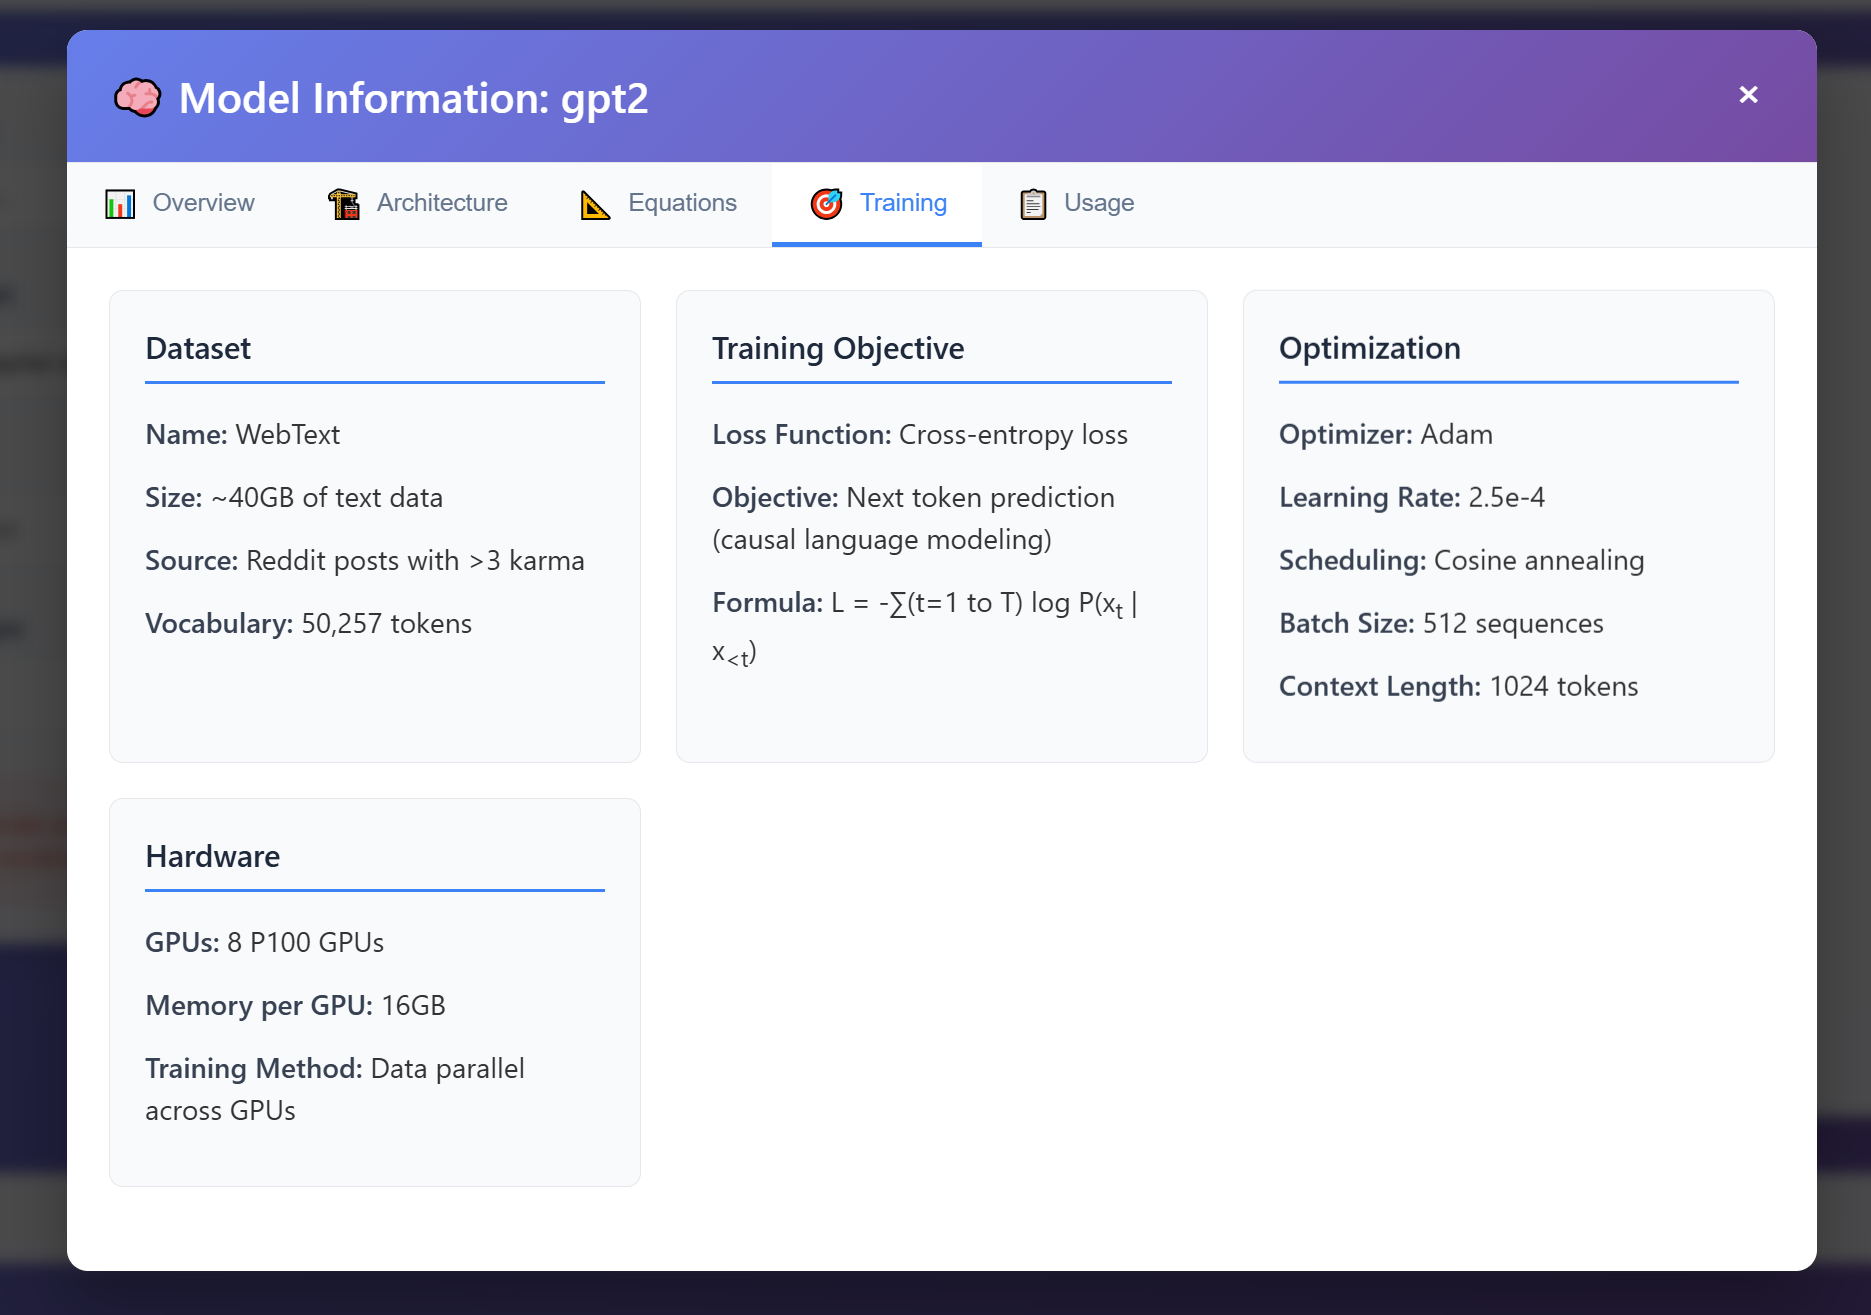 Model Information: gpt2
×
Overview
Architecture
Equations
Training
Usage
Dataset
Name: WebText
Size: ~40GB of text data
Source: Reddit posts with >3 karma
Vocabulary: 50,257 tokens
Training Objective
Loss Function: Cross-entropy loss
Objective: Next token prediction
(causal language modeling)
Formula: L = -∑(t=1 to T) log P(xₜ |
x<t)
Optimization
Optimizer: Adam
Learning Rate: 2.5e-4
Scheduling: Cosine annealing
Batch Size: 512 sequences
Context Length: 1024 tokens
Hardware
GPUs: 8 P100 GPUs
Memory per GPU: 16GB
Training Method: Data parallel
across GPUs